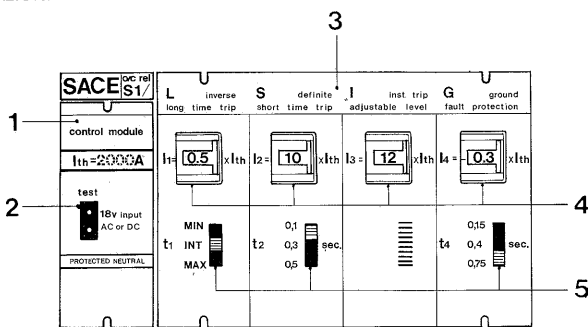 3
SACE o/c rel S1/
L inverse long time trip
S definite short time trip
I inst. trip adjustable level
G ground fault protection
1
control module
Ith=2000A
I1= 0.5 xIth
I2= 10 xIth
I3= 12 xIth
I4= 0.3 xIth
4
test
2
18v input AC or DC
PROTECTED NEUTRAL
t1 MIN INT MAX
t2 0,1 0,3 0,5 sec.
t4 0,15 0,4 0,75 sec.
5